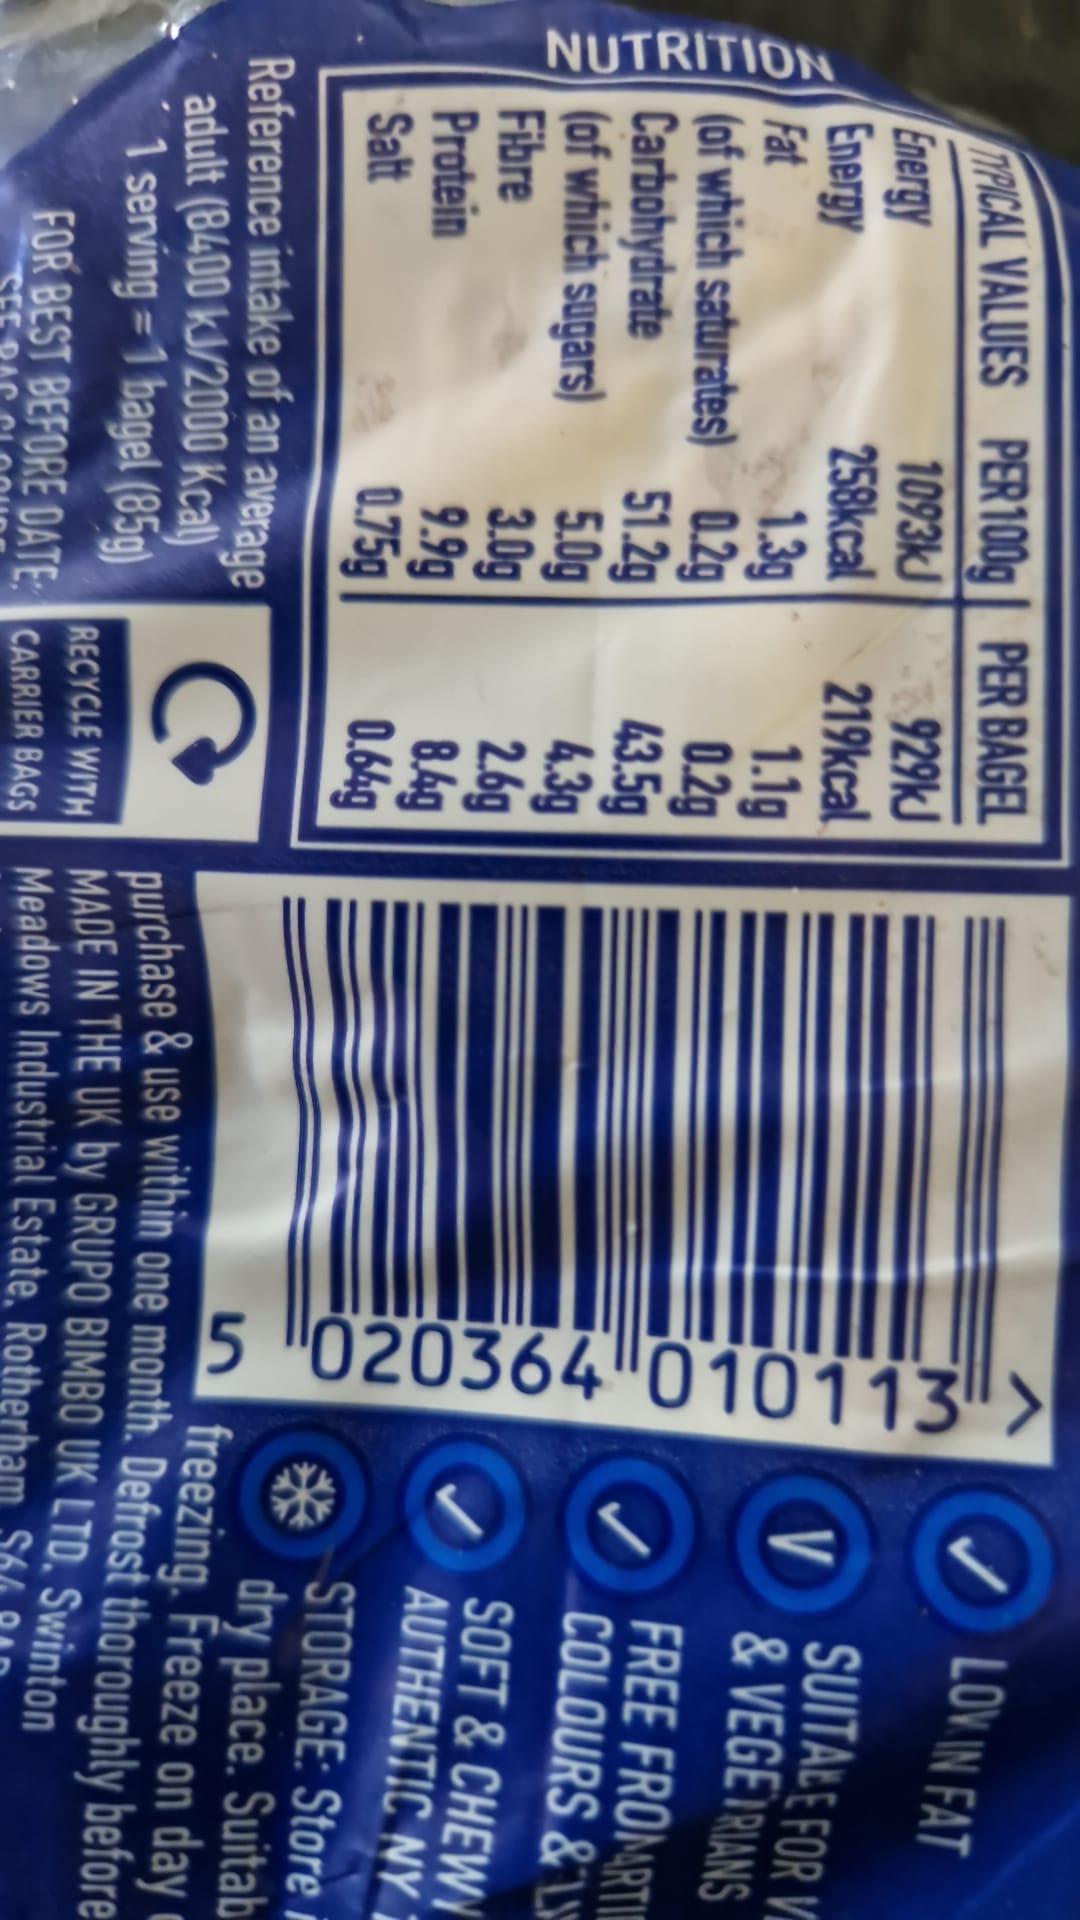 NUTRITION
TYPICAL VALUES PER 100g PER BAGEL
Energy 1093kJ 929kJ
Energy 258kcal 219kcal
Fat 1.3g 1.1g
(of which saturates) 0.2g 0.2g
Carbohydrate 51.2g 43.5g
(of which sugars) 5.0g 4.3g
Fibre 3.0g 2.6g
Protein 9.9g 8.4g
Salt 0.75g 0.64g
Reference intake of an average
adult (8400 kJ/2000 Kcal)
1 serving = 1 bagel (85g)
FOR BEST BEFORE DATE:
RECYCLE WITH
CARRIER BAGS
5 020364 010113 >
LOW IN FAT
V
SUITABLE FOR
& VEGETARIANS
FREE FROM
COLOURS &
SOFT & CHEWY
AUTHENTIC NY
STORAGE: Store
dry place.
freezing. Freeze on day
purchase & use within one month. Defrost thoroughly before
MADE IN THE UK by GRUPO BIMBO UK LTD. Swinton
Meadows Industrial Estate, Rotherham